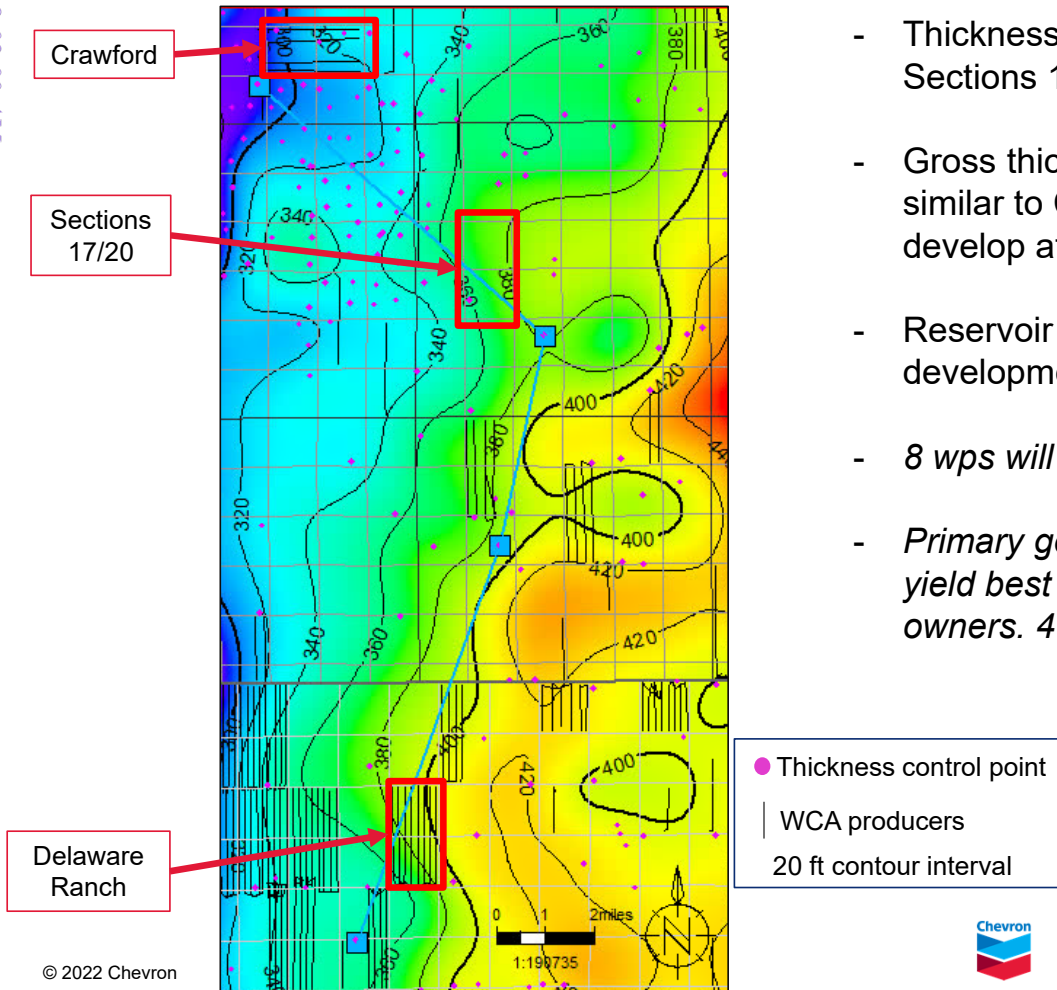 Crawford
Sections
17/20
Delaware
Ranch
300
320
340
360
380
340
320
360
380
340
340
420
400
380
320
400
420
340
360
420
400
380
420
400
360
0 1 2miles
1:190735
N
- Thickness
Sections 1
- Gross thic
similar to
develop at
- Reservoir
developme
- 8 wps will
- Primary g
yield best
owners. 4
Thickness control point
WCA producers
20 ft contour interval
Chevron
© 2022 Chevron